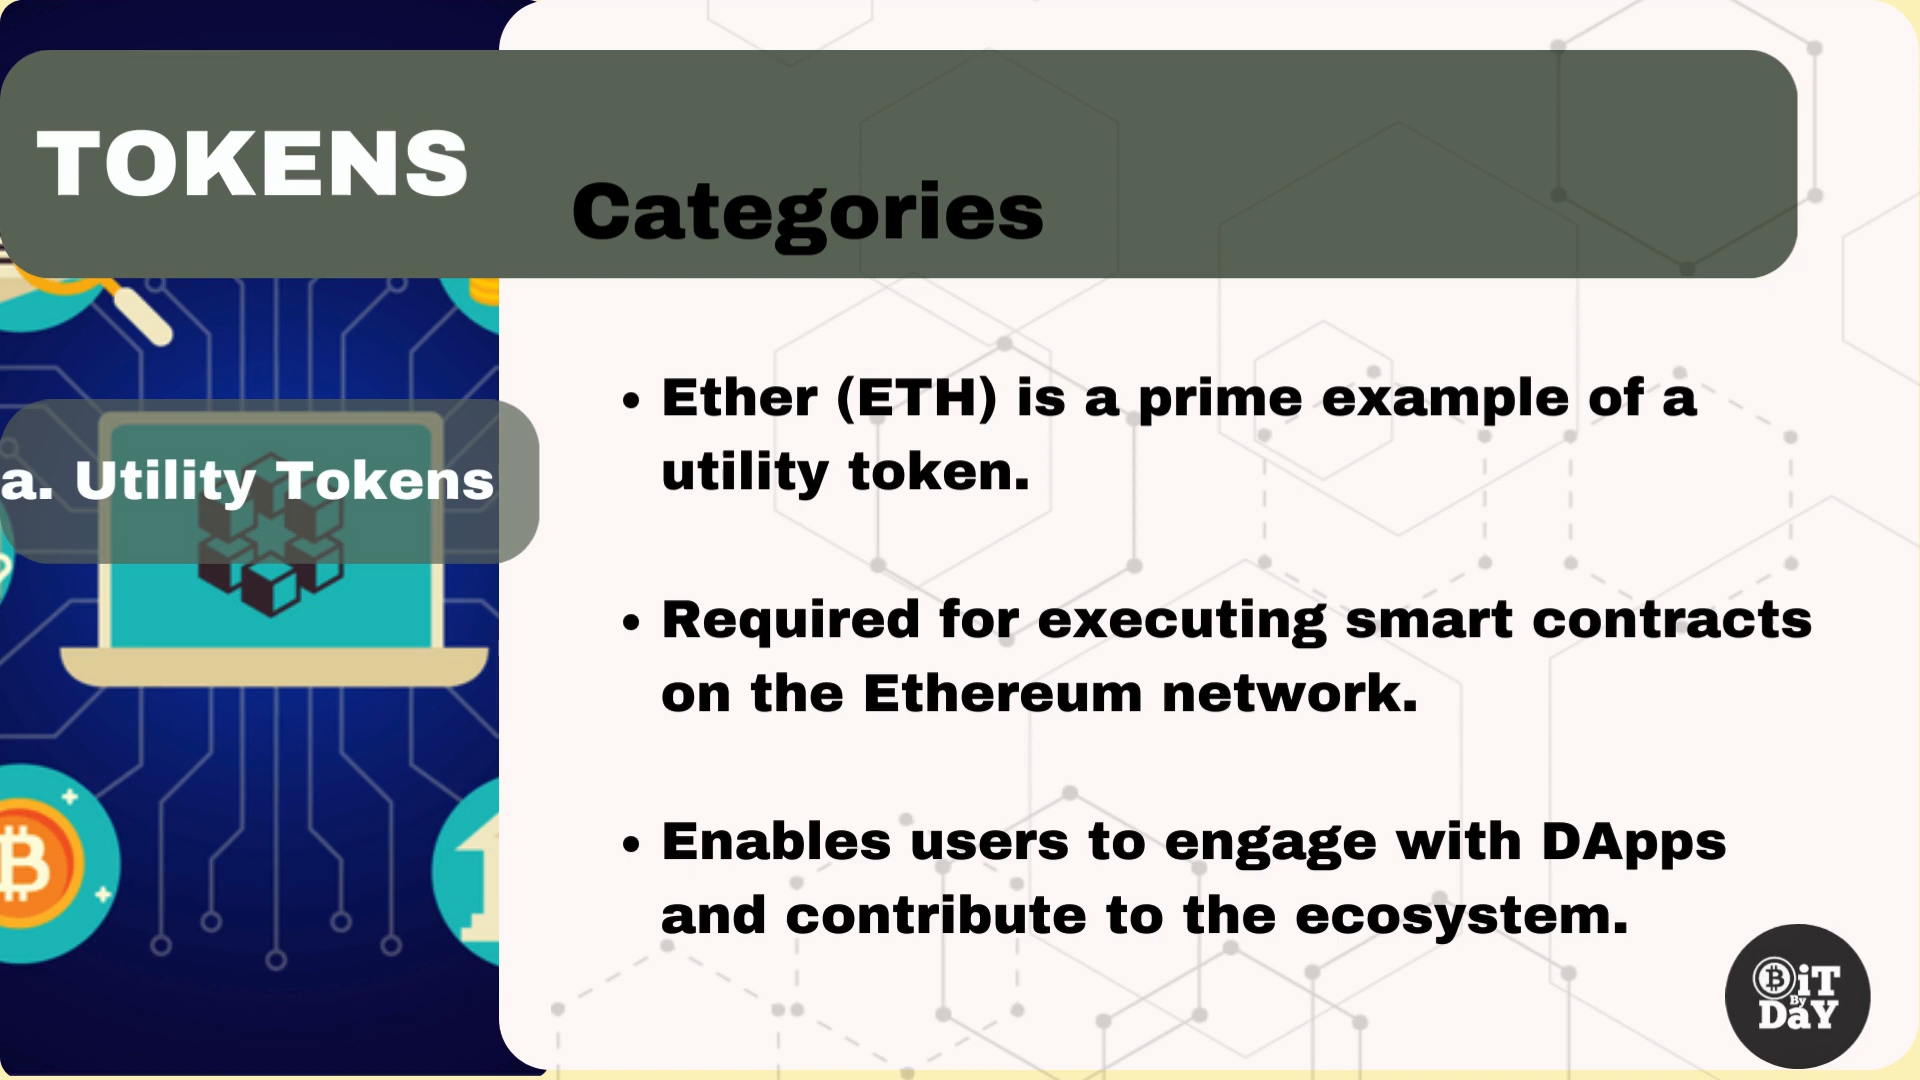 TOKENS
Categories
a. Utility Tokens
• Ether (ETH) is a prime example of a
utility token.
• Required for executing smart contracts
on the Ethereum network.
• Enables users to engage with DApps
and contribute to the ecosystem.
BiT
By
DaY